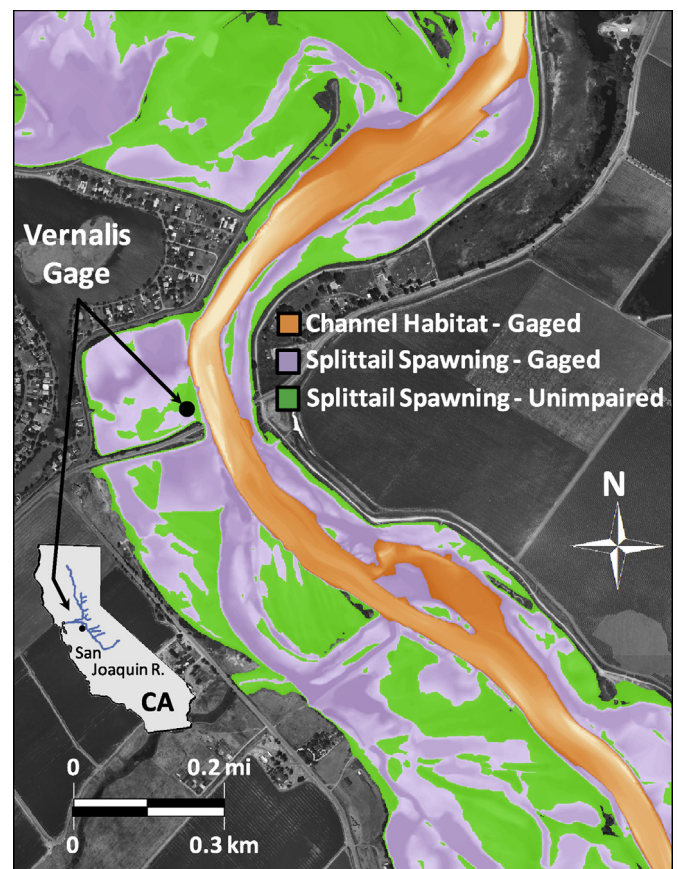 Vernalis
Gage
Channel Habitat - Gaged
Splittail Spawning - Gaged
Splittail Spawning - Unimpaired
N
San
Joaquin R.
CA
0 0.2 mi
0 0.3 km